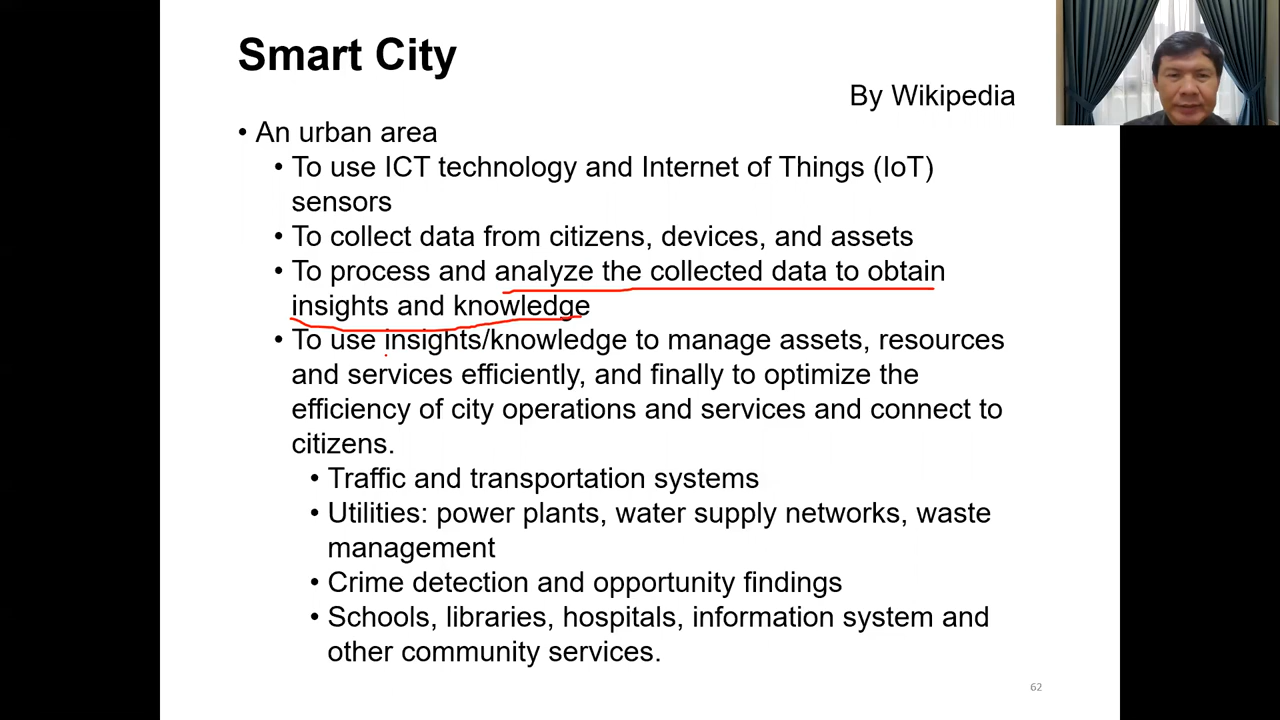 Smart City
By Wikipedia
• An urban area
• To use ICT technology and Internet of Things (IoT)
sensors
• To collect data from citizens, devices, and assets
• To process and analyze the collected data to obtain
insights and knowledge
• To use insights/knowledge to manage assets, resources
and services efficiently, and finally to optimize the
efficiency of city operations and services and connect to
citizens.
• Traffic and transportation systems
• Utilities: power plants, water supply networks, waste
management
• Crime detection and opportunity findings
• Schools, libraries, hospitals, information system and
other community services.
62